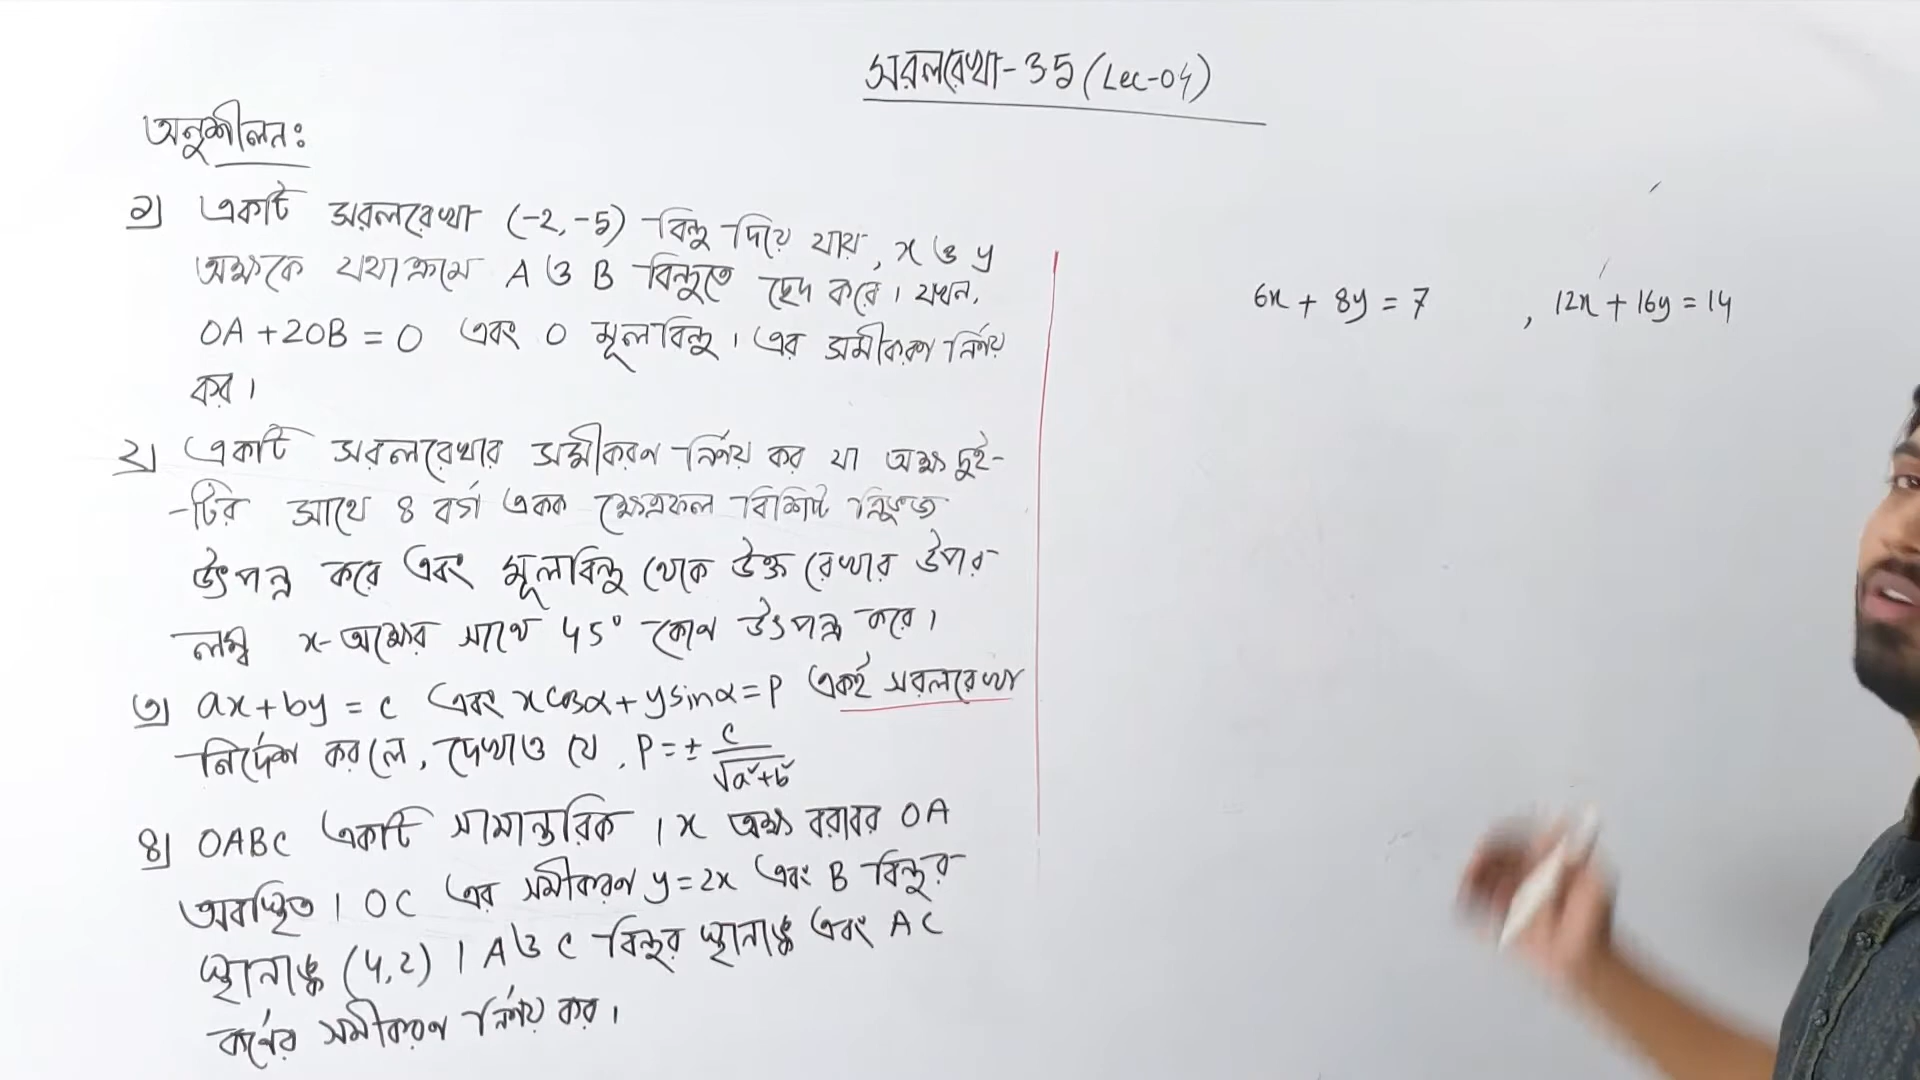 সরলরেখা-3.5 (Lec-04)
অনুশীলনঃ
১) একটি সরলরেখা (-2, -5) বিন্দু দিয়ে যায়, x ও y
অক্ষকে যথাক্রমে A ও B বিন্দুতে ছেদ করে। যখন,
OA + 2OB = 0 এবং O মূলবিন্দু। এর সমীকরণ নির্ণয়
কর।
২) একটি সরলরেখার সমীকরণ নির্ণয় কর যা অক্ষ দুই-
-টির সাথে 8 বর্গ একক ক্ষেত্রফল বিশিষ্ট ত্রিভুজ
উৎপন্ন করে এবং মূলবিন্দু থেকে উক্ত রেখার উপর
লম্ব x-অক্ষের সাথে 45° কোণ উৎপন্ন করে।
৩) ax + by = c এবং x cosα + y sinα = P একই সরলরেখা
নির্দেশ করলে, দেখাও যে, P = ± c/√a²+b²
৪) OABC একটি সামান্তরিক। x অক্ষ বরাবর OA
অবস্থিত। OC এর সমীকরণ y = 2x এবং B বিন্দুর
স্থানাঙ্ক (4,2)। A ও C বিন্দুর স্থানাঙ্ক এবং AC
কর্ণের সমীকরণ নির্ণয় কর।
6x + 8y = 7 , 12x + 16y = 14